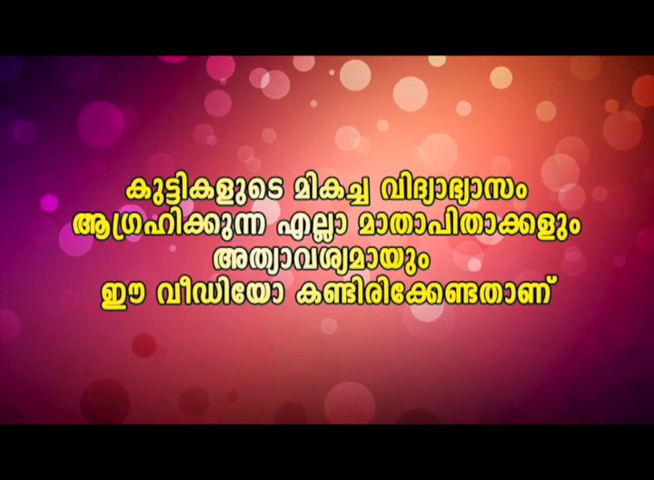 കുട്ടികളുടെ മികച്ച വിദ്യാഭ്യാസം
ആഗ്രഹിക്കുന്ന എല്ലാ മാതാപിതാക്കളും
അത്യാവശ്യമായും
ഈ വീഡിയോ കണ്ടിരിക്കേണ്ടതാണ്